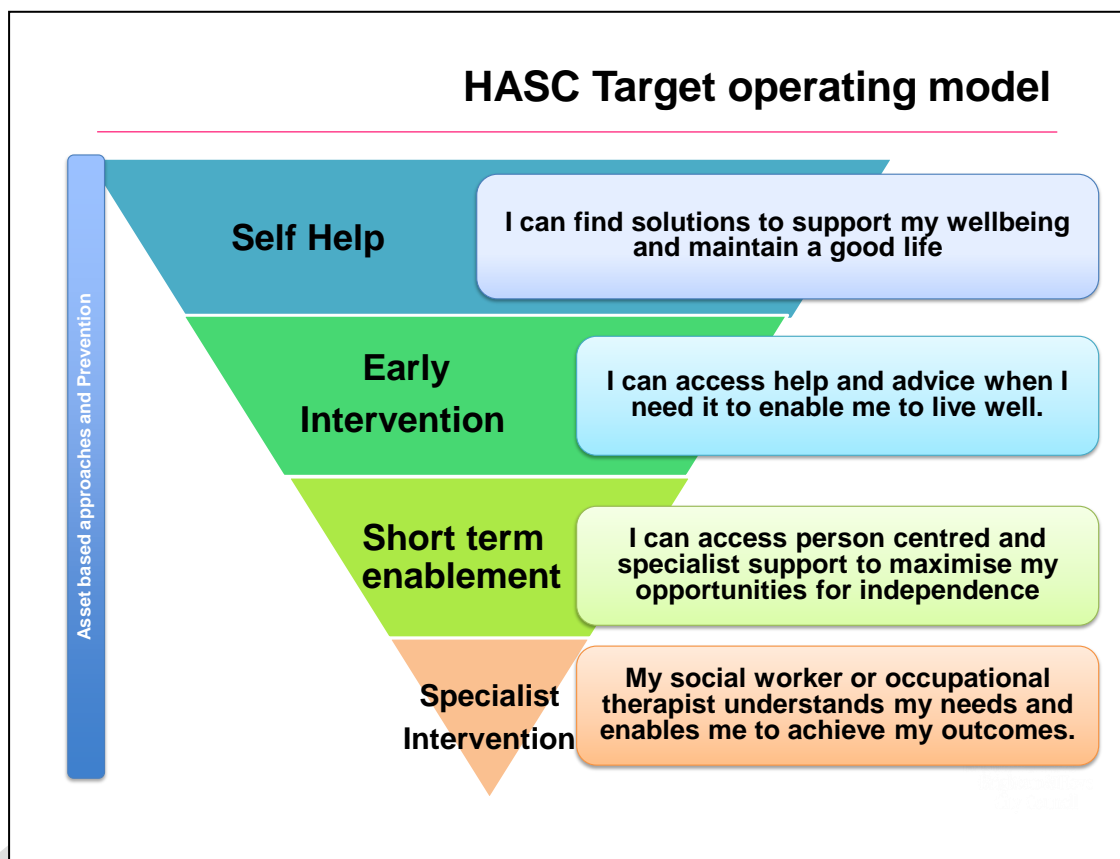 HASC Target operating model
Asset based approaches and Prevention
Self Help
I can find solutions to support my wellbeing
and maintain a good life
Early
Intervention
I can access help and advice when I
need it to enable me to live well.
Short term
enablement
I can access person centred and
specialist support to maximise my
opportunities for independence
Specialist
Intervention
My social worker or occupational
therapist understands my needs and
enables me to achieve my outcomes.